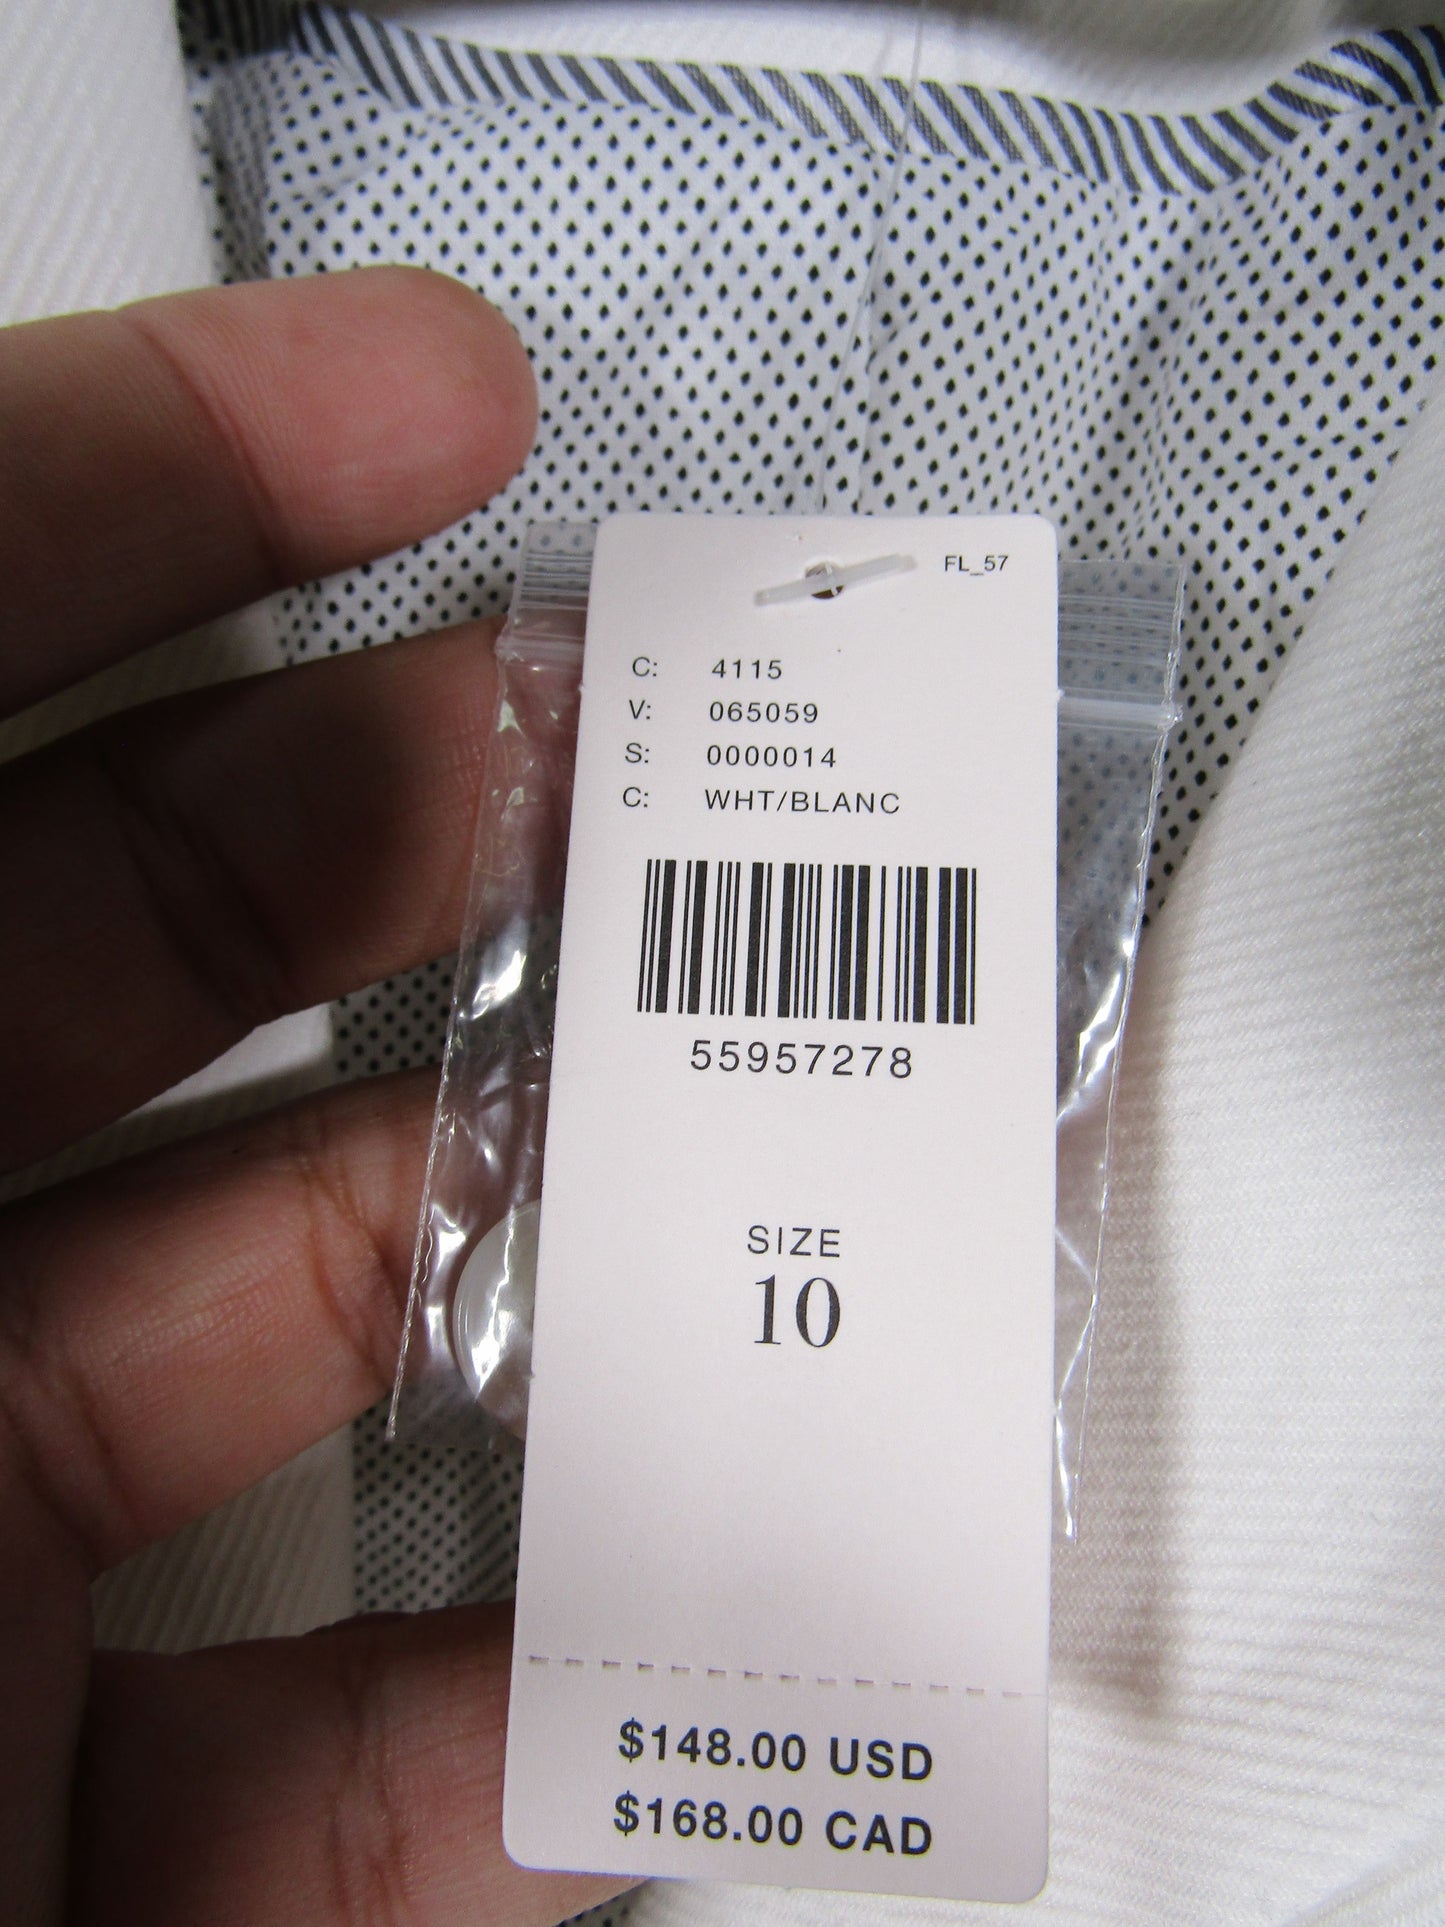 FL_57
C: 4115
V: 065059
S: 0000014
C: WHT/BLANC
55957278
SIZE
10
$148.00 USD
$168.00 CAD